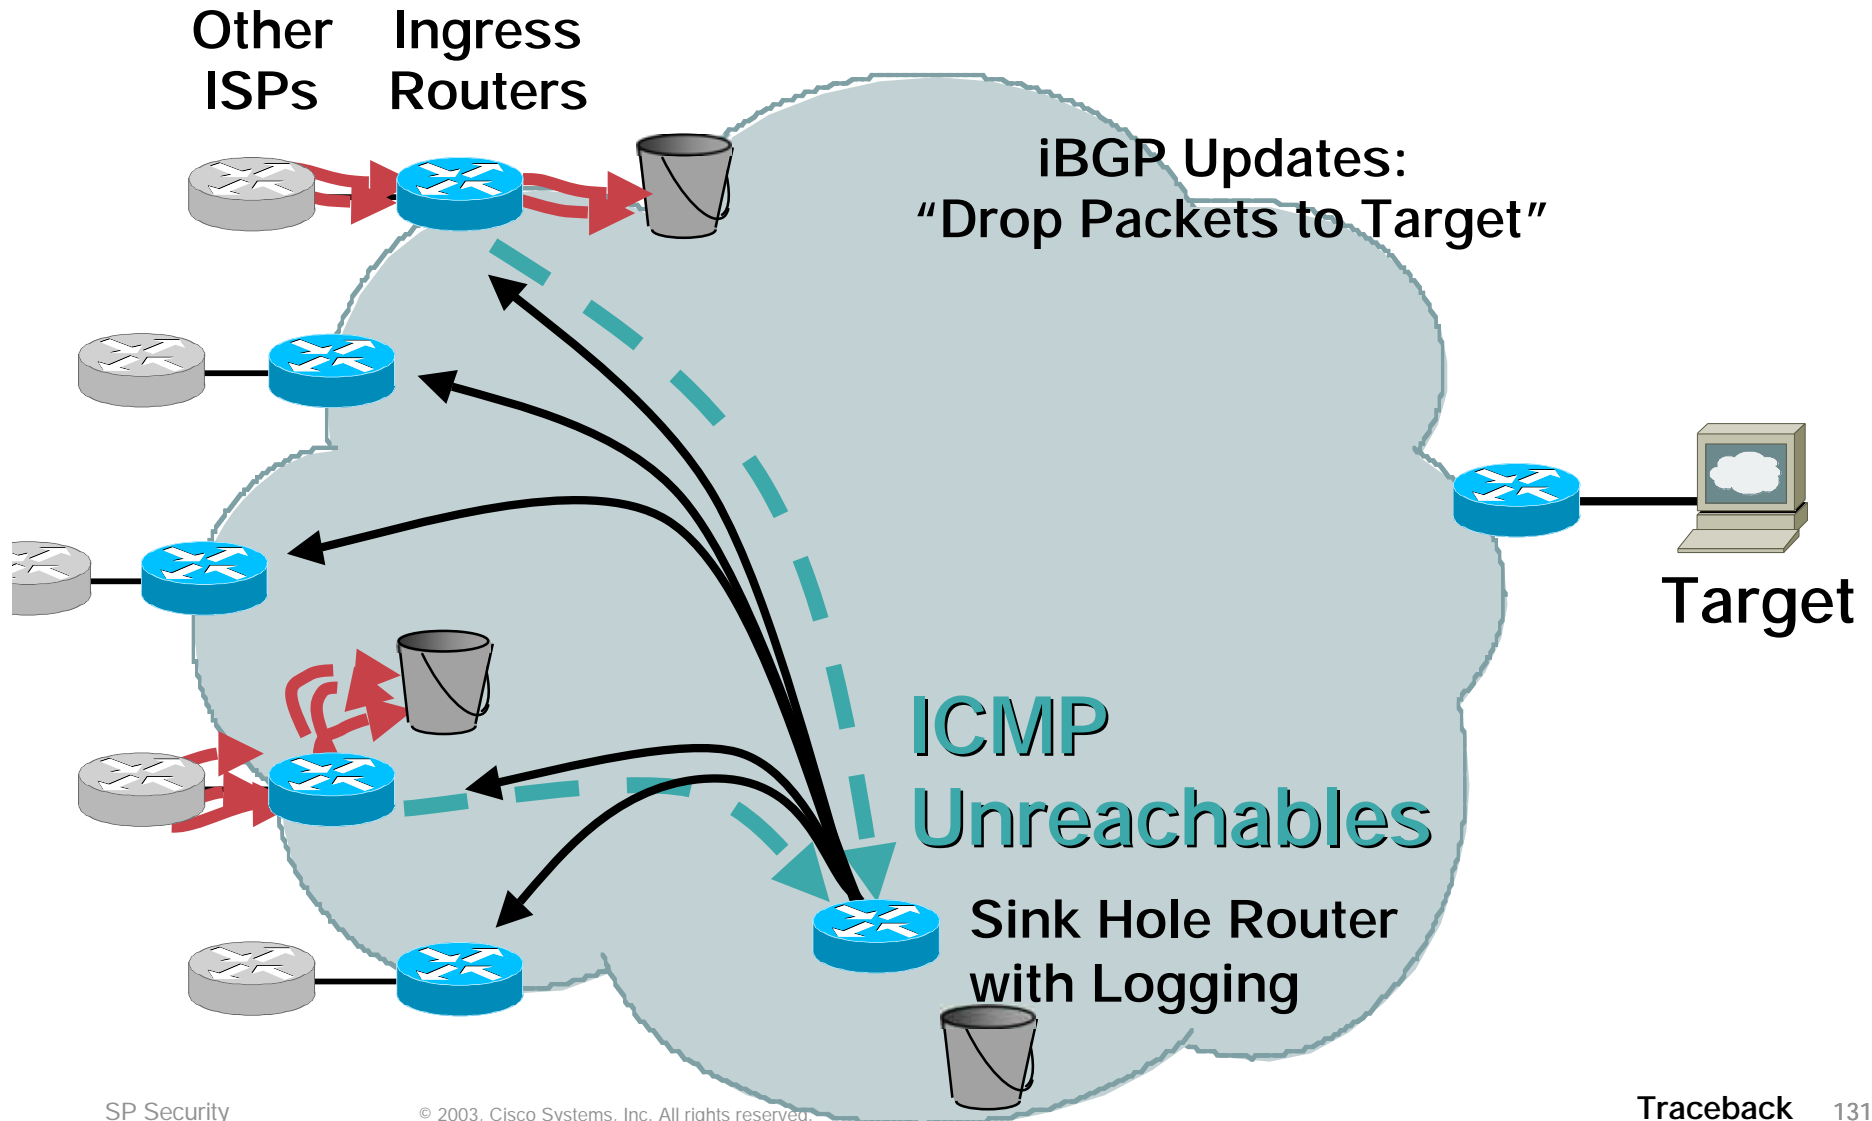 Other
ISPs
Ingress
Routers
iBGP Updates:
“Drop Packets to Target”
Target
ICMP
Unreachables
Sink Hole Router
with Logging
SP Security
© 2003, Cisco Systems, Inc. All rights reserved.
Traceback 131